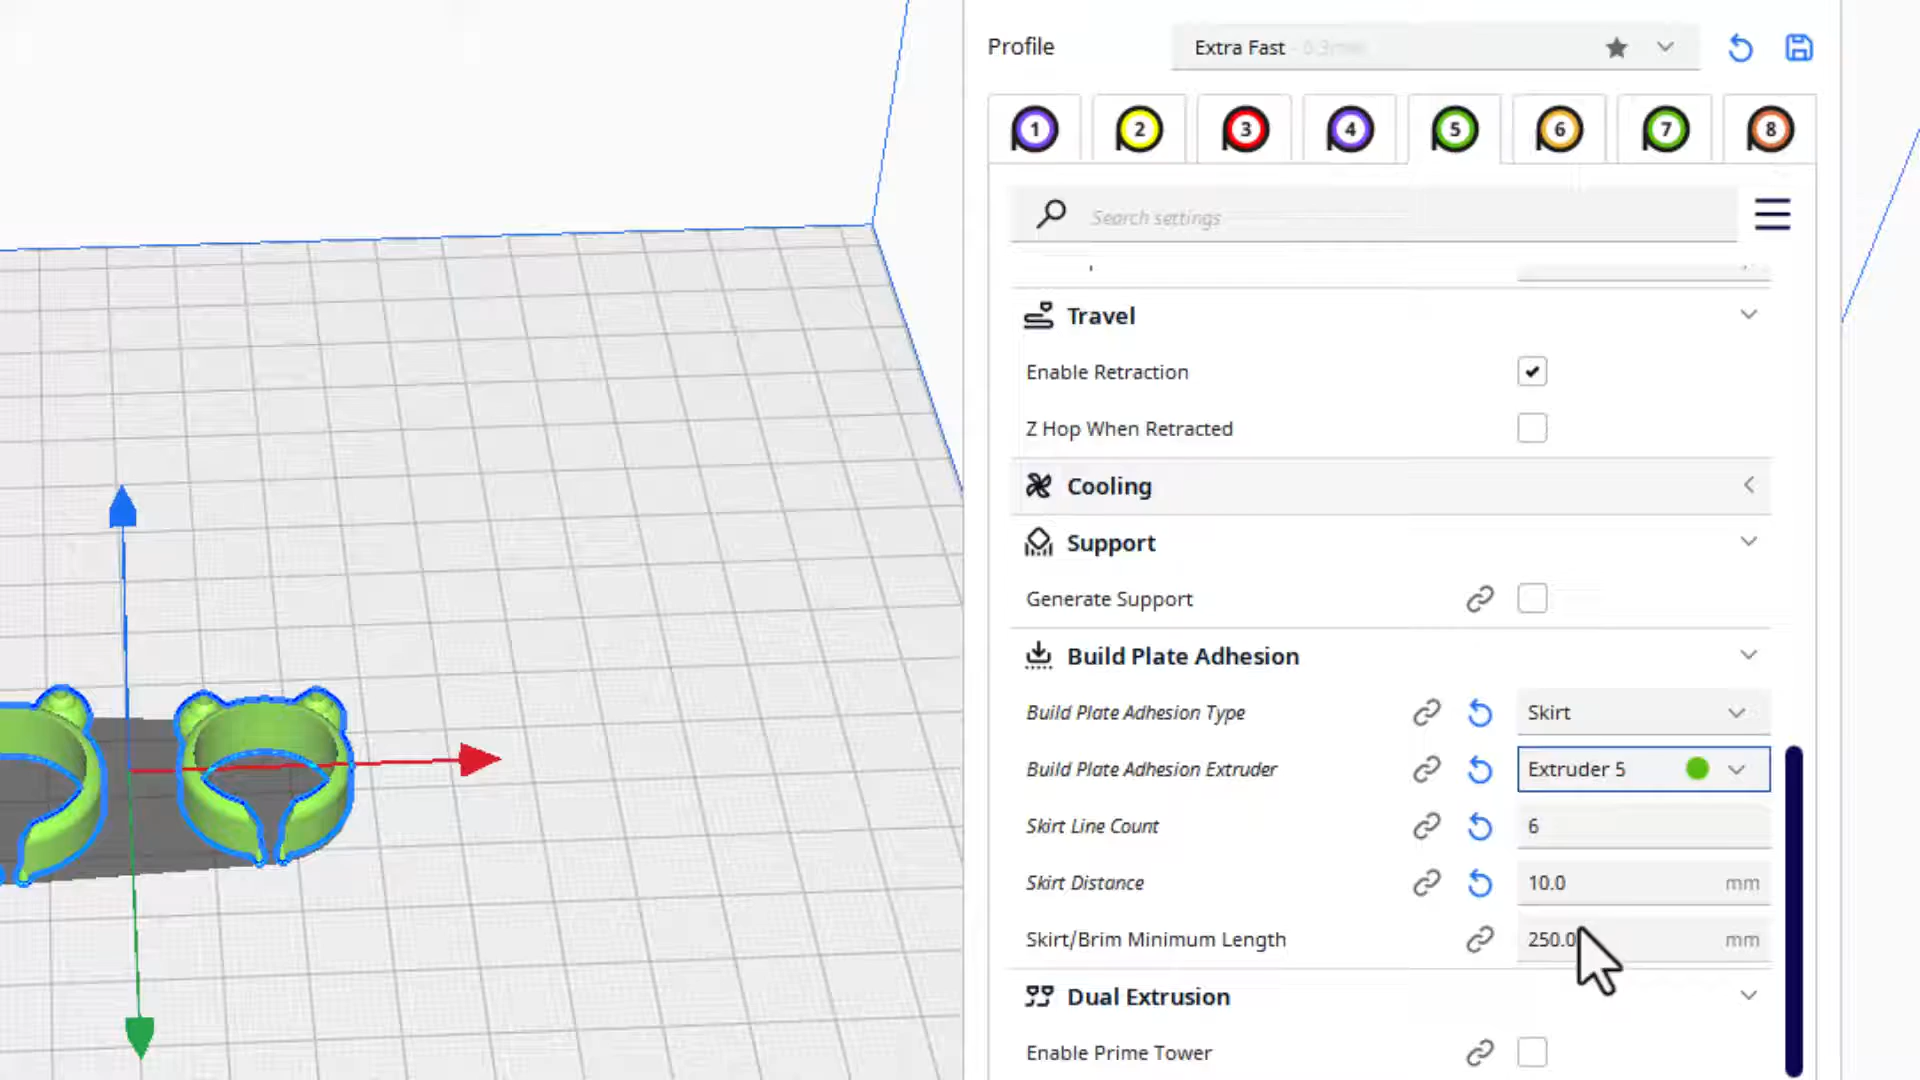 Profile
Extra Fast - 0.3mm
1 2 3 4 5 6 7 8
Search settings
Travel
Enable Retraction
Z Hop When Retracted
Cooling
Support
Generate Support
Build Plate Adhesion
Build Plate Adhesion Type Skirt
Build Plate Adhesion Extruder Extruder 5
Skirt Line Count 6
Skirt Distance 10.0 mm
Skirt/Brim Minimum Length 250.0 mm
Dual Extrusion
Enable Prime Tower